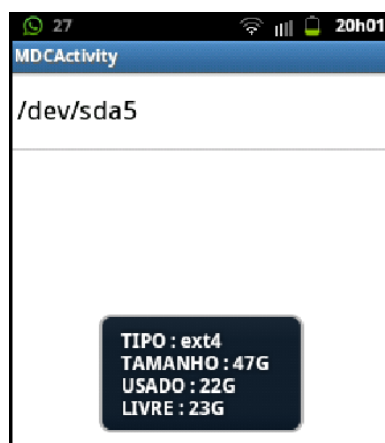 27 20h01
MDCActivity
/dev/sda5
TIPO : ext4
TAMANHO : 47G
USADO : 22G
LIVRE : 23G